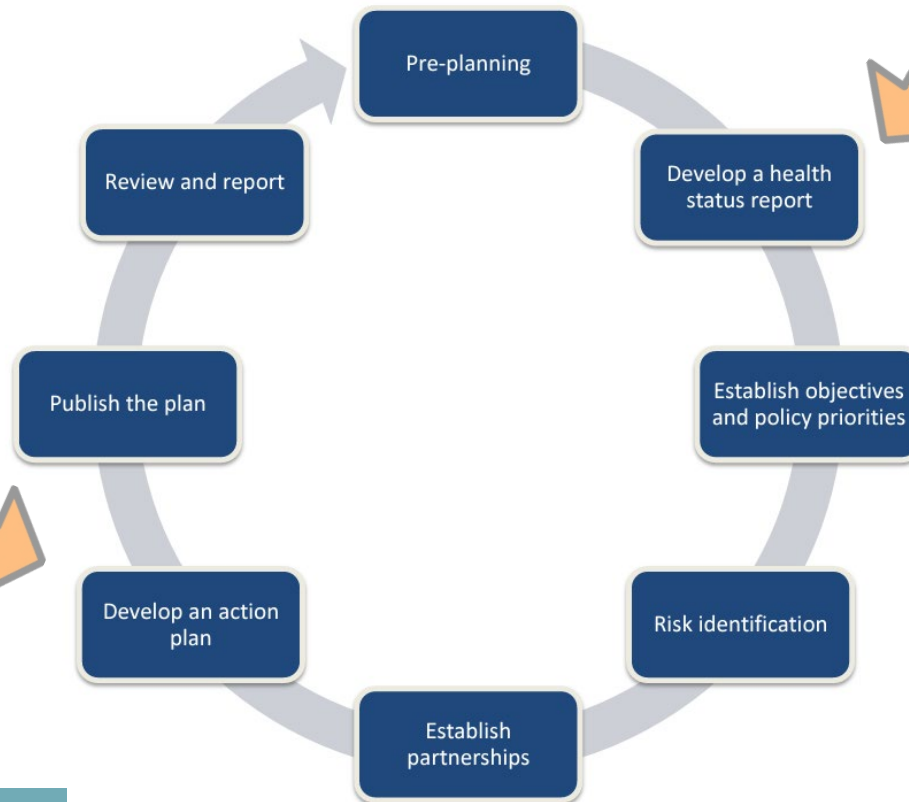 Pre-planning
Develop a health
status report
Establish objectives
and policy priorities
Risk identification
Establish
partnerships
Develop an action
plan
Publish the plan
Review and report